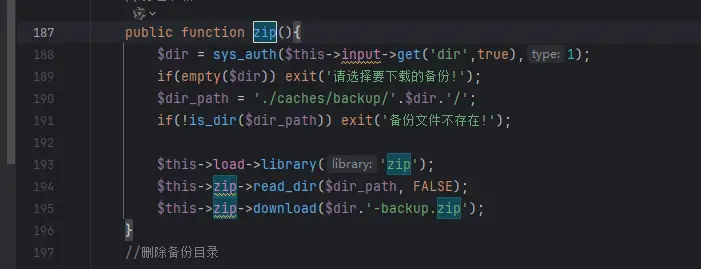 187 public function zip(){
188 $dir = sys_auth($this->input->get('dir',true), type: 1);
189 if(empty($dir)) exit('请选择要下载的备份!');
190 $dir_path = './caches/backup/'.$dir.'/';
191 if(!is_dir($dir_path)) exit('备份文件不存在!');
192
193 $this->load->library( library: 'zip');
194 $this->zip->read_dir($dir_path, FALSE);
195 $this->zip->download($dir.'-backup.zip');
196 }
197 //删除备份目录